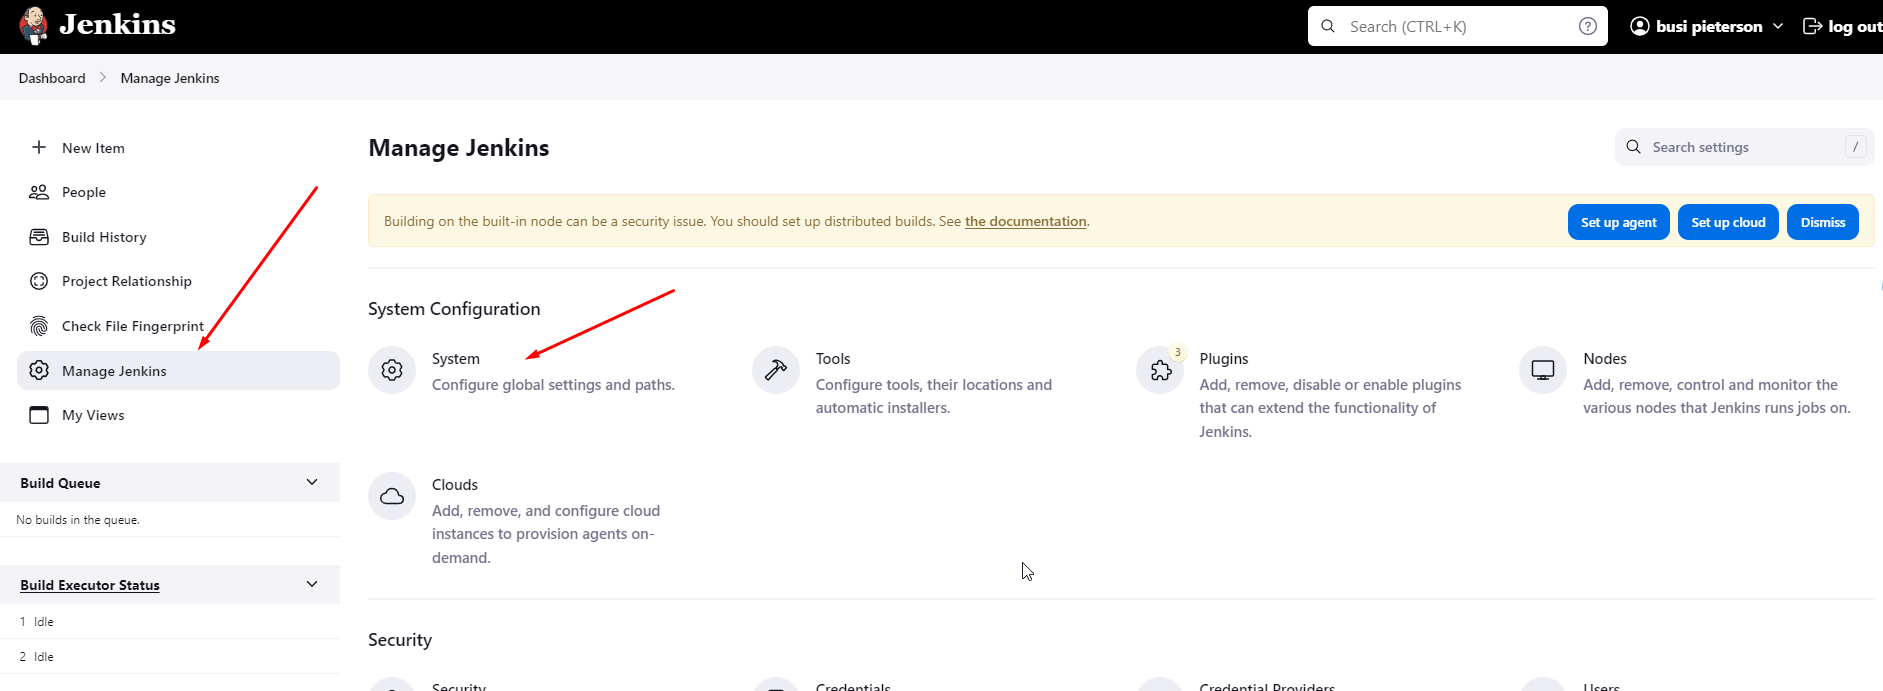 Jenkins
Search (CTRL+K)
?
busi pieterson
log out
Dashboard
Manage Jenkins
New Item
People
Build History
Project Relationship
Check File Fingerprint
Manage Jenkins
My Views
Build Queue
No builds in the queue.
Build Executor Status
1 Idle
2 Idle
Manage Jenkins
Search settings
/
Building on the built-in node can be a security issue. You should set up distributed builds. See the documentation.
Set up agent
Set up cloud
Dismiss
System Configuration
System
Configure global settings and paths.
Tools
Configure tools, their locations and
automatic installers.
3
Plugins
Add, remove, disable or enable plugins
that can extend the functionality of
Jenkins.
Nodes
Add, remove, control and monitor the
various nodes that Jenkins runs jobs on.
Clouds
Add, remove, and configure cloud
instances to provision agents on-
demand.
Security
Security
Credentials
Credential Providers
Users